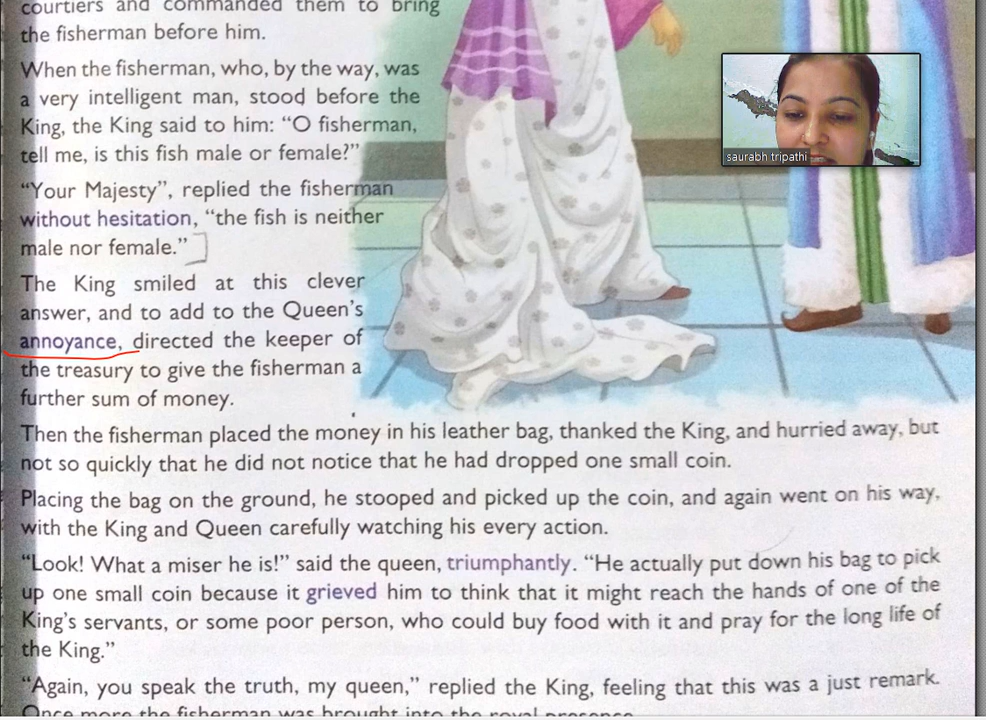 courtiers and commanded them to bring
the fisherman before him.
When the fisherman, who, by the way, was
a very intelligent man, stood before the
King, the King said to him: “O fisherman,
tell me, is this fish male or female?”
“Your Majesty”, replied the fisherman
without hesitation, “the fish is neither
male nor female.”
The King smiled at this clever
answer, and to add to the Queen’s
annoyance, directed the keeper of
the treasury to give the fisherman a
further sum of money.
Then the fisherman placed the money in his leather bag, thanked the King, and hurried away, but
not so quickly that he did not notice that he had dropped one small coin.
Placing the bag on the ground, he stooped and picked up the coin, and again went on his way,
with the King and Queen carefully watching his every action.
“Look! What a miser he is!” said the queen, triumphantly. “He actually put down his bag to pick
up one small coin because it grieved him to think that it might reach the hands of one of the
King’s servants, or some poor person, who could buy food with it and pray for the long life of
the King.”
“Again, you speak the truth, my queen,” replied the King, feeling that this was a just remark.
Once more the fisherman was brought into the royal presence
saurabh tripathi